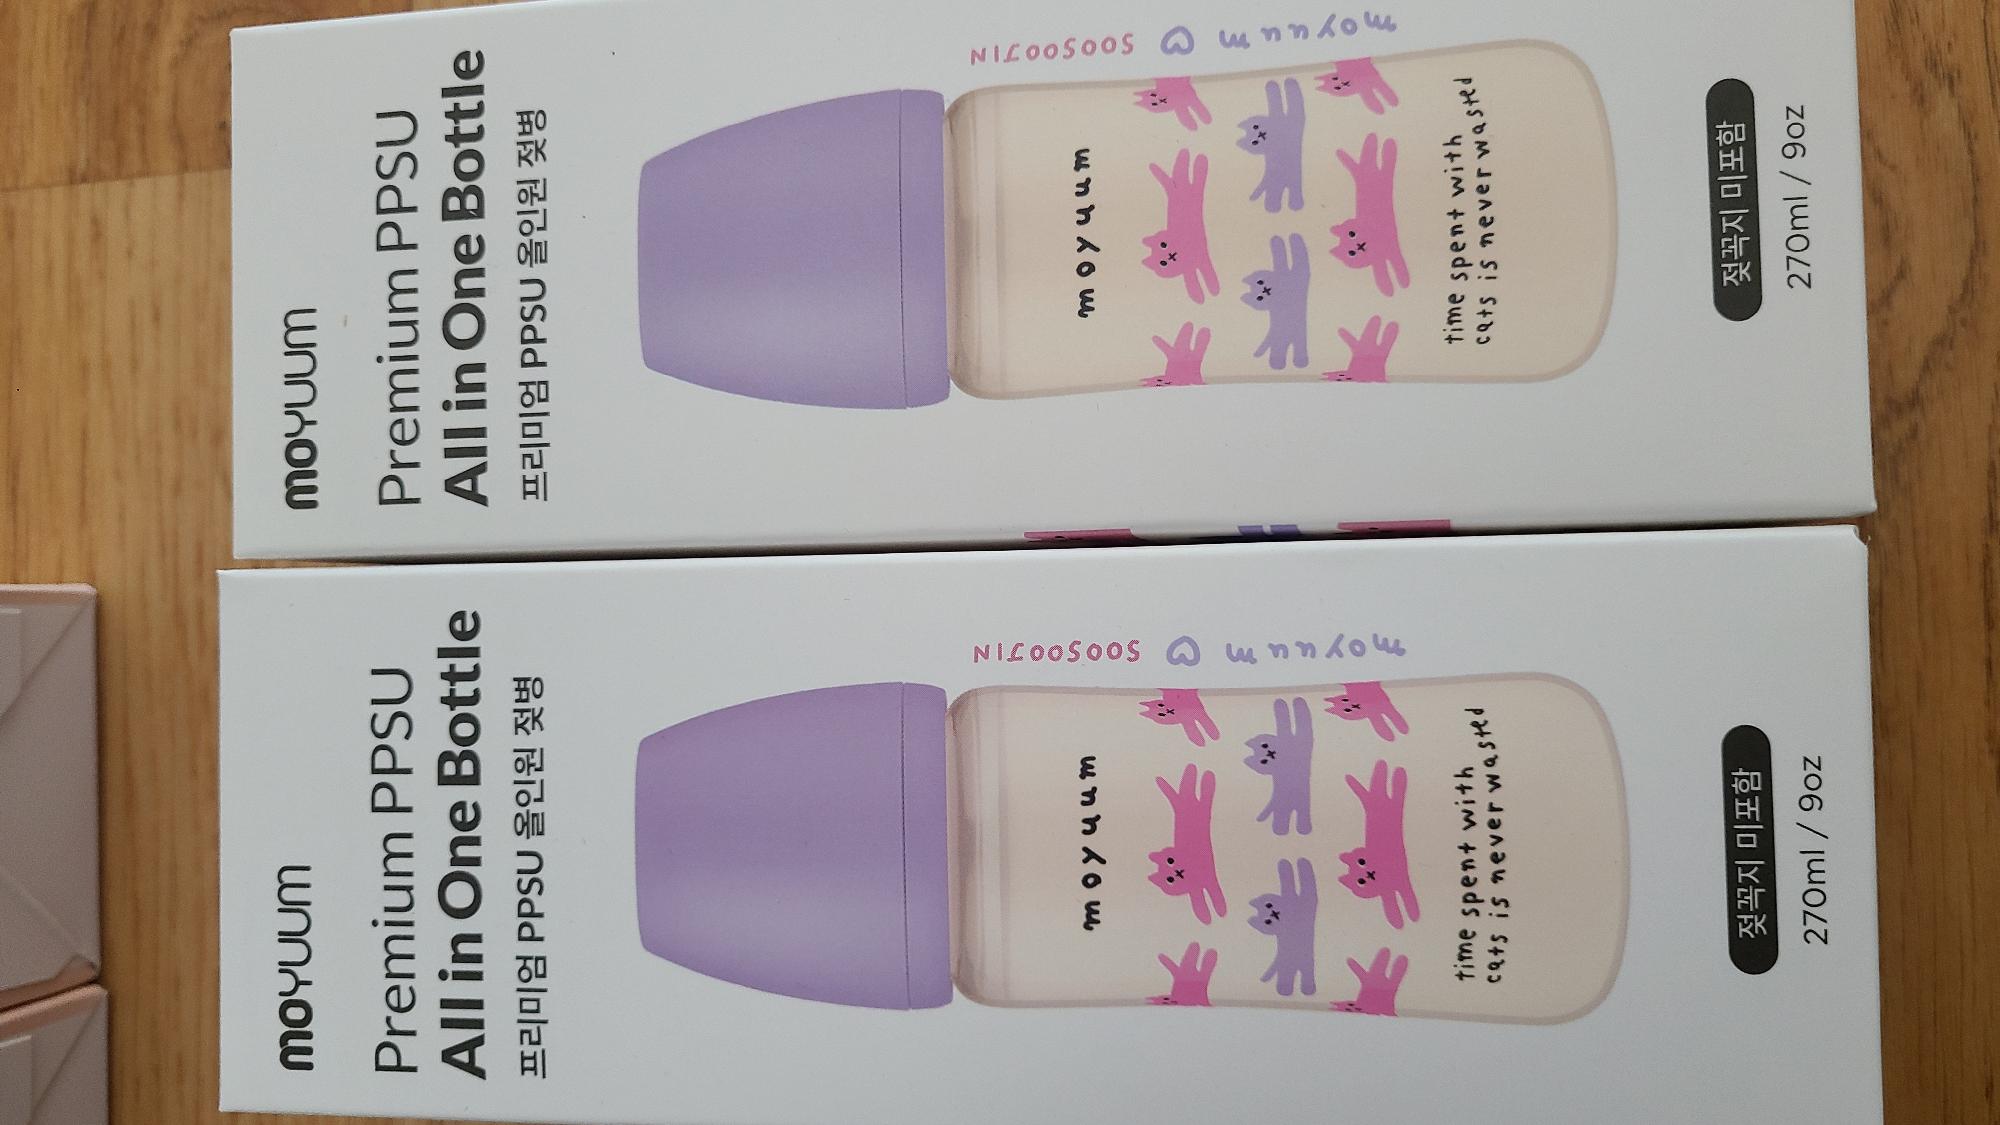 moyuum
Premium PPSU
All in One Bottle
프리미엄 PPSU 올인원 젖병
SOOSOOJIN ♡ moyuum
moyuum
time spent with
cats is never wasted
젖꼭지 미포함
270ml / 9oz
moyuum
Premium PPSU
All in One Bottle
프리미엄 PPSU 올인원 젖병
SOOSOOJIN ♡ moyuum
moyuum
time spent with
cats is never wasted
젖꼭지 미포함
270ml / 9oz